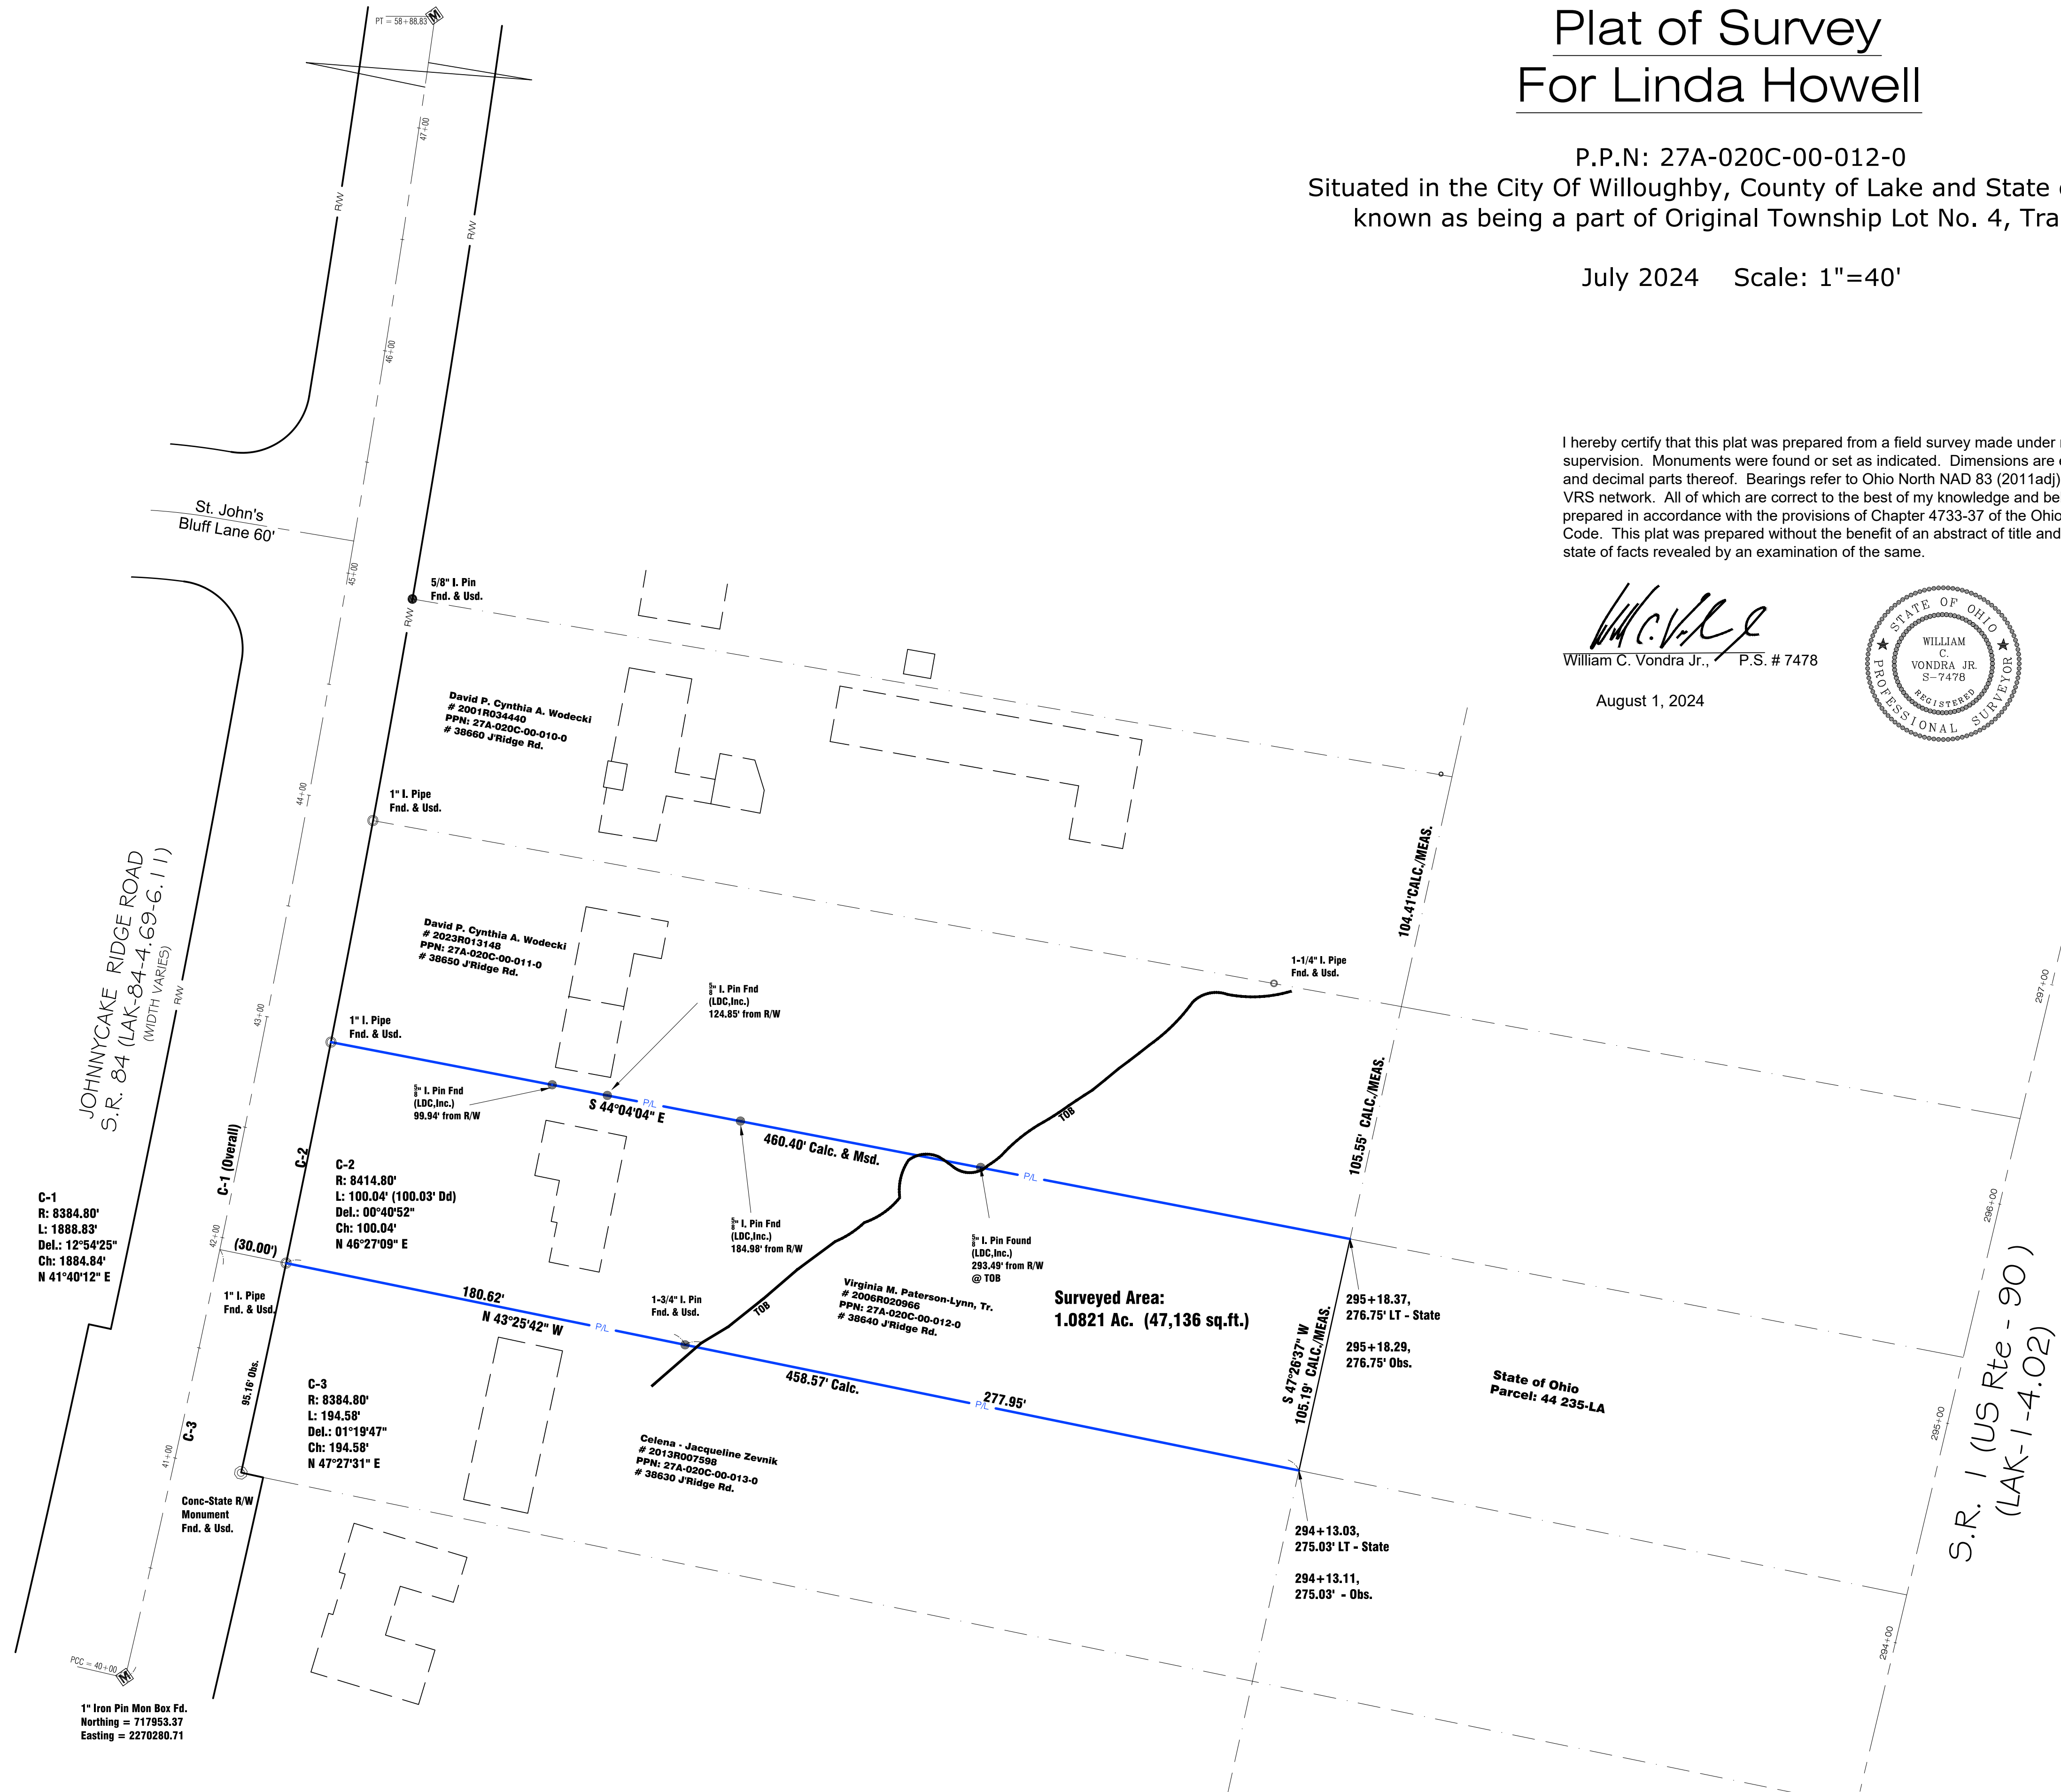 Plat of Survey
For Linda Howell
P.P.N: 27A-020C-00-012-0
Situated in the City Of Willoughby, County of Lake and State
known as being a part of Original Township Lot No. 4, Tra
July 2024 Scale: 1"=40'
I hereby certify that this plat was prepared from a field survey made under
supervision. Monuments were found or set as indicated. Dimensions are
and decimal parts thereof. Bearings refer to Ohio North NAD 83 (2011adj)
VRS network. All of which are correct to the best of my knowledge and be
prepared in accordance with the provisions of Chapter 4733-37 of the Ohio
Code. This plat was prepared without the benefit of an abstract of title and
state of facts revealed by an examination of the same.
William C. Vondra Jr., P.S. # 7478
August 1, 2024
STATE OF OHIO
WILLIAM
C.
VONDRA JR.
S-7478
REGISTERED
PROFESSIONAL SURVEYOR
PT = 58+88.83
M
47+00
R/W
R/W
46+00
St. John's
Bluff Lane 60'
45+00
R/W
5/8" I. Pin
Fnd. & Usd.
David P. Cynthia A. Wodecki
# 2001R034440
PPN: 27A-020C-00-010-0
# 38660 J'Ridge Rd.
44+00
1" I. Pipe
Fnd. & Usd.
104.41'CALC./MEAS.
JOHNNYCAKE RIDGE ROAD
S.R. 84 (LAK-84-4.69-6.11)
(WIDTH VARIES)
R/W
David P. Cynthia A. Wodecki
# 2023R013148
PPN: 27A-020C-00-011-0
# 38650 J'Ridge Rd.
5/8" I. Pin Fnd
(LDC,Inc.)
124.85' from R/W
1-1/4" I. Pipe
Fnd. & Usd.
297+00
43+00
1" I. Pipe
Fnd. & Usd.
5/8" I. Pin Fnd
(LDC,Inc.)
99.94' from R/W
P/L
S 44°04'04" E
460.40' Calc. & Msd.
TOB
P/L
105.55' CALC./MEAS.
C-1 (Overall)
C-2
C-2
R: 8414.80'
L: 100.04' (100.03' Dd)
Del.: 00°40'52"
Ch: 100.04'
N 46°27'09" E
C-1
R: 8384.80'
L: 1888.83'
Del.: 12°54'25"
Ch: 1884.84'
N 41°40'12" E
42+00
(30.00')
5/8" I. Pin Fnd
(LDC,Inc.)
184.98' from R/W
5/8" I. Pin Found
(LDC,Inc.)
293.49' from R/W
@ TOB
296+00
1" I. Pipe
Fnd. & Usd.
180.62'
N 43°25'42" W
P/L
1-3/4" I. Pin
Fnd. & Usd.
TOB
Virginia M. Paterson-Lynn, Tr.
# 2006R020966
PPN: 27A-020C-00-012-0
# 38640 J'Ridge Rd.
Surveyed Area:
1.0821 Ac. (47,136 sq.ft.)
S 47°26'37" W
105.19' CALC./MEAS.
295+18.37,
276.75' LT - State
295+18.29,
276.75' Obs.
458.57' Calc.
277.95'
P/L
State of Ohio
Parcel: 44 235-LA
95.16' Obs.
C-3
C-3
R: 8384.80'
L: 194.58'
Del.: 01°19'47"
Ch: 194.58'
N 47°27'31" E
41+00
Celena - Jacqueline Zevnik
# 2013R007598
PPN: 27A-020C-00-013-0
# 38630 J'Ridge Rd.
295+00
S.R. 1 (US Rte - 90)
(LAK-1-4.02)
Conc-State R/W
Monument
Fnd. & Usd.
294+13.03,
275.03' LT - State
294+13.11,
275.03' - Obs.
294+00
PCC = 40+00
M
1" Iron Pin Mon Box Fd.
Northing = 717953.37
Easting = 2270280.71